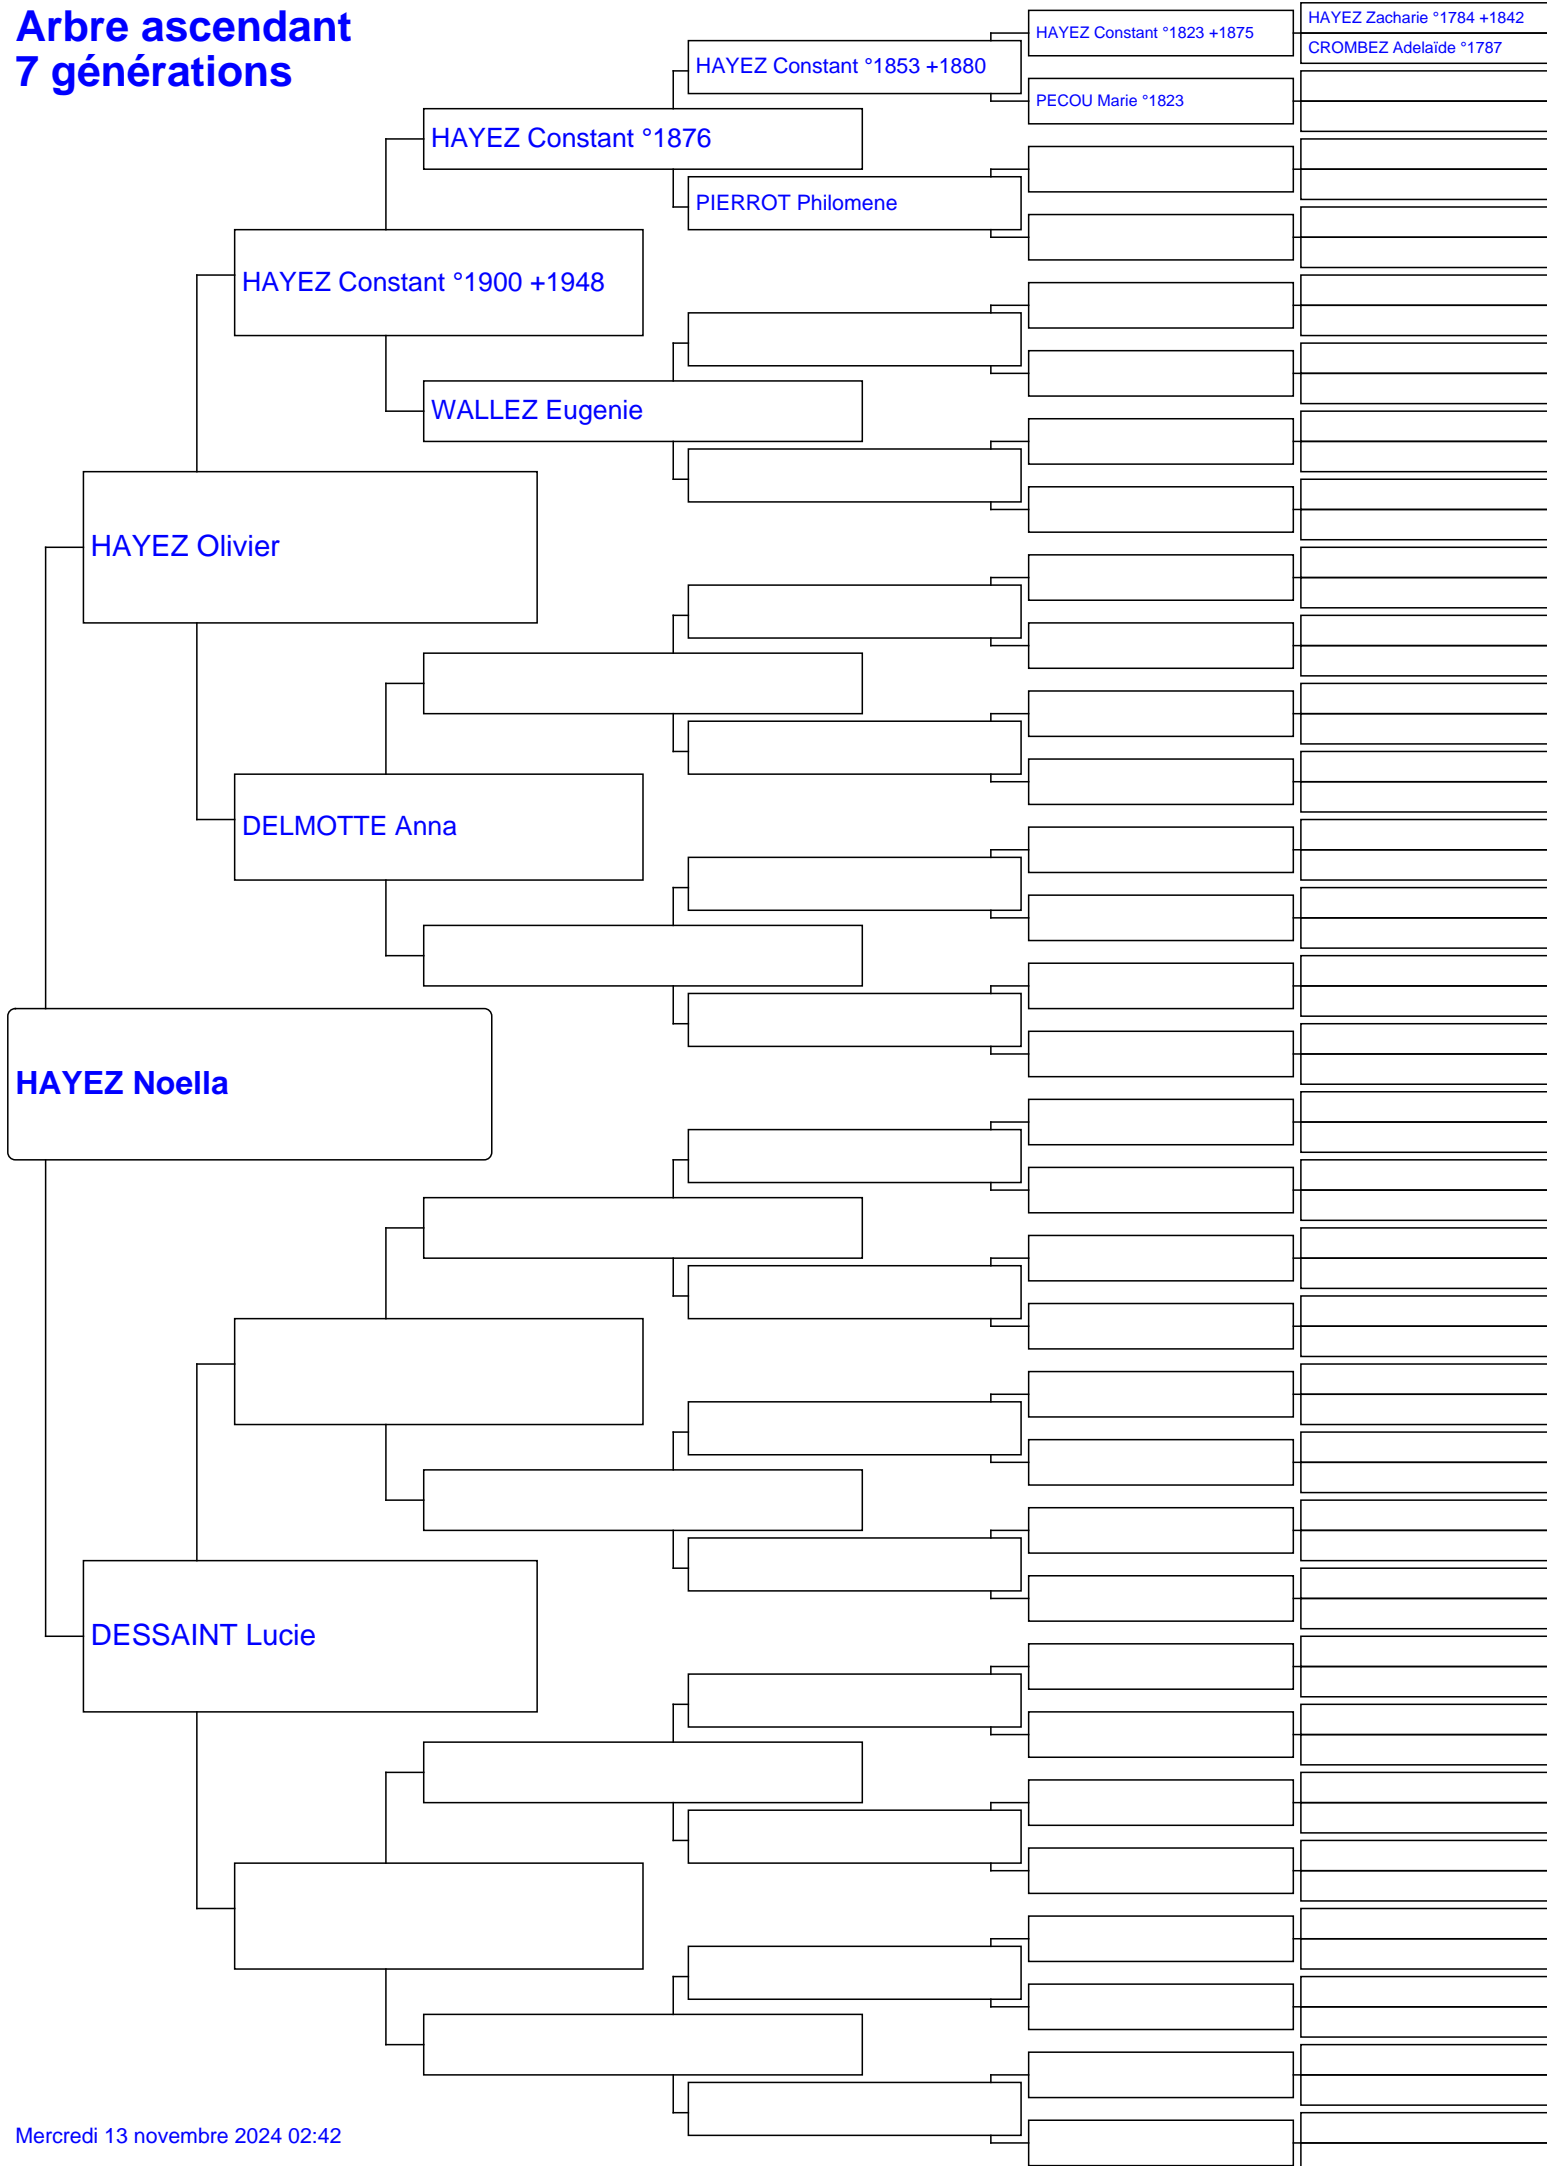 Arbre ascendant
7 générations
HAYEZ Zacharie °1784 +1842
HAYEZ Constant °1823 +1875
CROMBEZ Adelaïde °1787
HAYEZ Constant °1853 +1880
PECOU Marie °1823
HAYEZ Constant °1876
PIERROT Philomene
HAYEZ Constant °1900 +1948
WALLEZ Eugenie
HAYEZ Olivier
DELMOTTE Anna
HAYEZ Noella
DESSAINT Lucie
Mercredi 13 novembre 2024 02:42